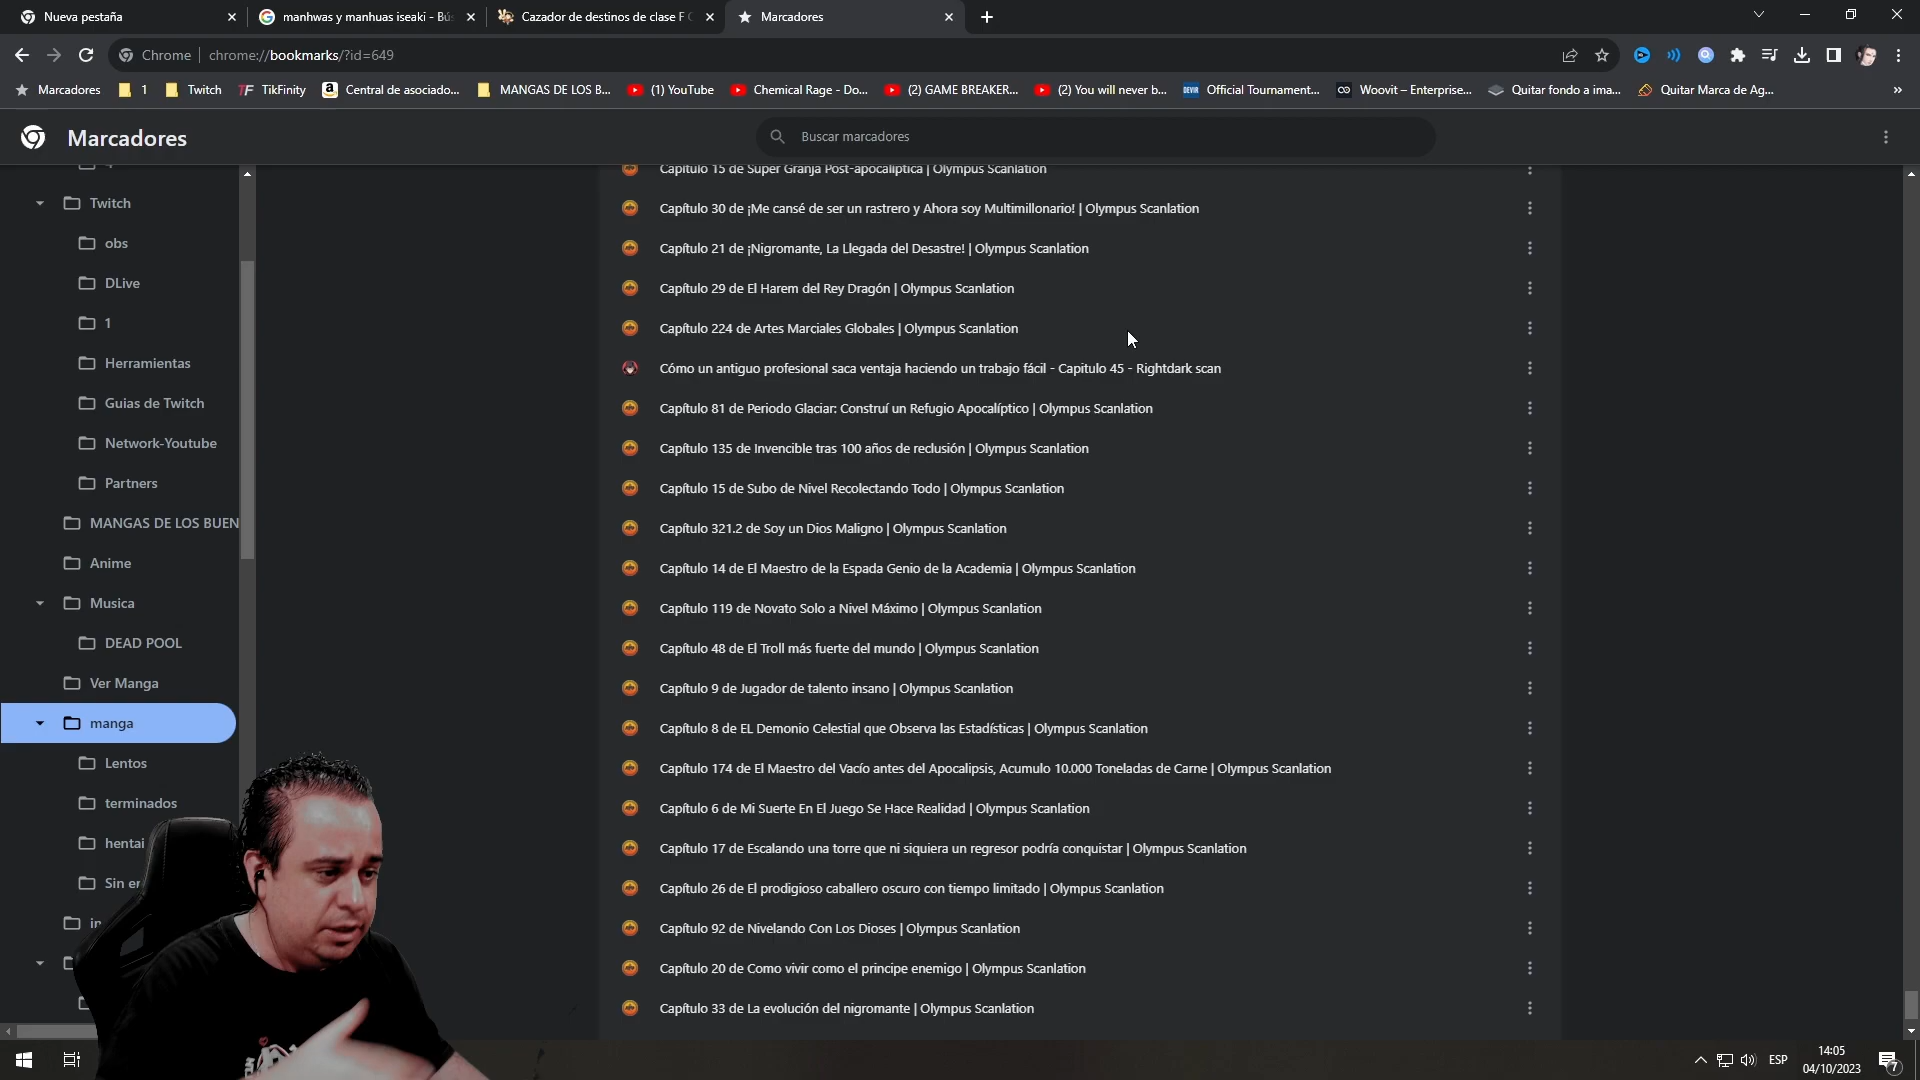 Nueva pestaña
manhwas y manhuas iseaki - Bús
Cazador de destinos de clase F C
Marcadores
Chrome
chrome://bookmarks/?id=649
Marcadores
1
Twitch
TikFinity
Central de asociado...
MANGAS DE LOS B...
(1) YouTube
Chemical Rage - Do...
(2) GAME BREAKER...
(2) You will never b...
Official Tournament...
Woovit – Enterprise...
Quitar fondo a ima...
Quitar Marca de Ag...
Marcadores
Buscar marcadores
Twitch
obs
DLive
1
Herramientas
Guias de Twitch
Network-Youtube
Partners
MANGAS DE LOS BUEN
Anime
Musica
DEAD POOL
Ver Manga
manga
Lentos
terminados
hentai
Capítulo 15 de Super Granja Post-apocalíptica | Olympus Scanlation
Capítulo 30 de ¡Me cansé de ser un rastrero y Ahora soy Multimillonario! | Olympus Scanlation
Capítulo 21 de ¡Nigromante, La Llegada del Desastre! | Olympus Scanlation
Capítulo 29 de El Harem del Rey Dragón | Olympus Scanlation
Capítulo 224 de Artes Marciales Globales | Olympus Scanlation
Cómo un antiguo profesional saca ventaja haciendo un trabajo fácil - Capitulo 45 - Rightdark scan
Capítulo 81 de Periodo Glaciar: Construí un Refugio Apocalíptico | Olympus Scanlation
Capítulo 135 de Invencible tras 100 años de reclusión | Olympus Scanlation
Capítulo 15 de Subo de Nivel Recolectando Todo | Olympus Scanlation
Capítulo 321.2 de Soy un Dios Maligno | Olympus Scanlation
Capítulo 14 de El Maestro de la Espada Genio de la Academia | Olympus Scanlation
Capítulo 119 de Novato Solo a Nivel Máximo | Olympus Scanlation
Capítulo 48 de El Troll más fuerte del mundo | Olympus Scanlation
Capítulo 9 de Jugador de talento insano | Olympus Scanlation
Capítulo 8 de EL Demonio Celestial que Observa las Estadísticas | Olympus Scanlation
Capítulo 174 de El Maestro del Vacío antes del Apocalipsis, Acumulo 10.000 Toneladas de Carne | Olympus Scanlation
Capítulo 6 de Mi Suerte En El Juego Se Hace Realidad | Olympus Scanlation
Capítulo 17 de Escalando una torre que ni siquiera un regresor podría conquistar | Olympus Scanlation
Capítulo 26 de El prodigioso caballero oscuro con tiempo limitado | Olympus Scanlation
Capítulo 92 de Nivelando Con Los Dioses | Olympus Scanlation
Capítulo 20 de Como vivir como el principe enemigo | Olympus Scanlation
Capítulo 33 de La evolución del nigromante | Olympus Scanlation
Sin
ESP
14:05
04/10/2023
7